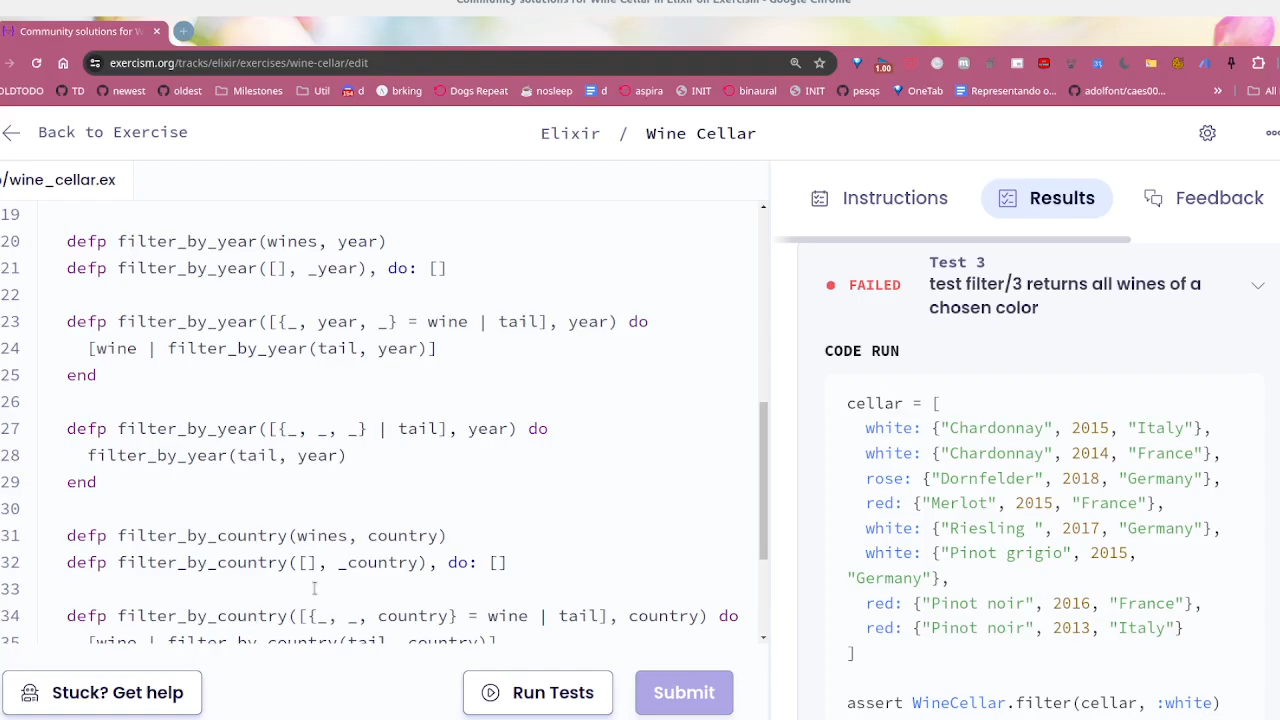 Community solutions for Wine Cellar in Elixir on Exercism - Google Chrome
Community solutions for W
exercism.org/tracks/elixir/exercises/wine-cellar/edit
1.00
OLDTODO TD newest oldest Milestones Util d brking Dogs Repeat nosleep d aspira INIT binaural INIT pesqs OneTab Representando o... adolfont/caes00... » All
Back to Exercise
Elixir / Wine Cellar
/wine_cellar.ex
Instructions Results Feedback
19
20 defp filter_by_year(wines, year)
21 defp filter_by_year([], _year), do: []
22
23 defp filter_by_year([{_, year, _} = wine | tail], year) do
24 [wine | filter_by_year(tail, year)]
25 end
26
27 defp filter_by_year([{_, _, _} | tail], year) do
28 filter_by_year(tail, year)
29 end
30
31 defp filter_by_country(wines, country)
32 defp filter_by_country([], _country), do: []
33
34 defp filter_by_country([{_, _, country} = wine | tail], country) do
35 [wine | filter_by_country(tail, country)]
Stuck? Get help
Run Tests
Submit
Test 3
FAILED
test filter/3 returns all wines of a
chosen color
CODE RUN
cellar = [
white: {"Chardonnay", 2015, "Italy"},
white: {"Chardonnay", 2014, "France"},
rose: {"Dornfelder", 2018, "Germany"},
red: {"Merlot", 2015, "France"},
white: {"Riesling ", 2017, "Germany"},
white: {"Pinot grigio", 2015,
"Germany"},
red: {"Pinot noir", 2016, "France"},
red: {"Pinot noir", 2013, "Italy"}
]
assert WineCellar.filter(cellar, :white)